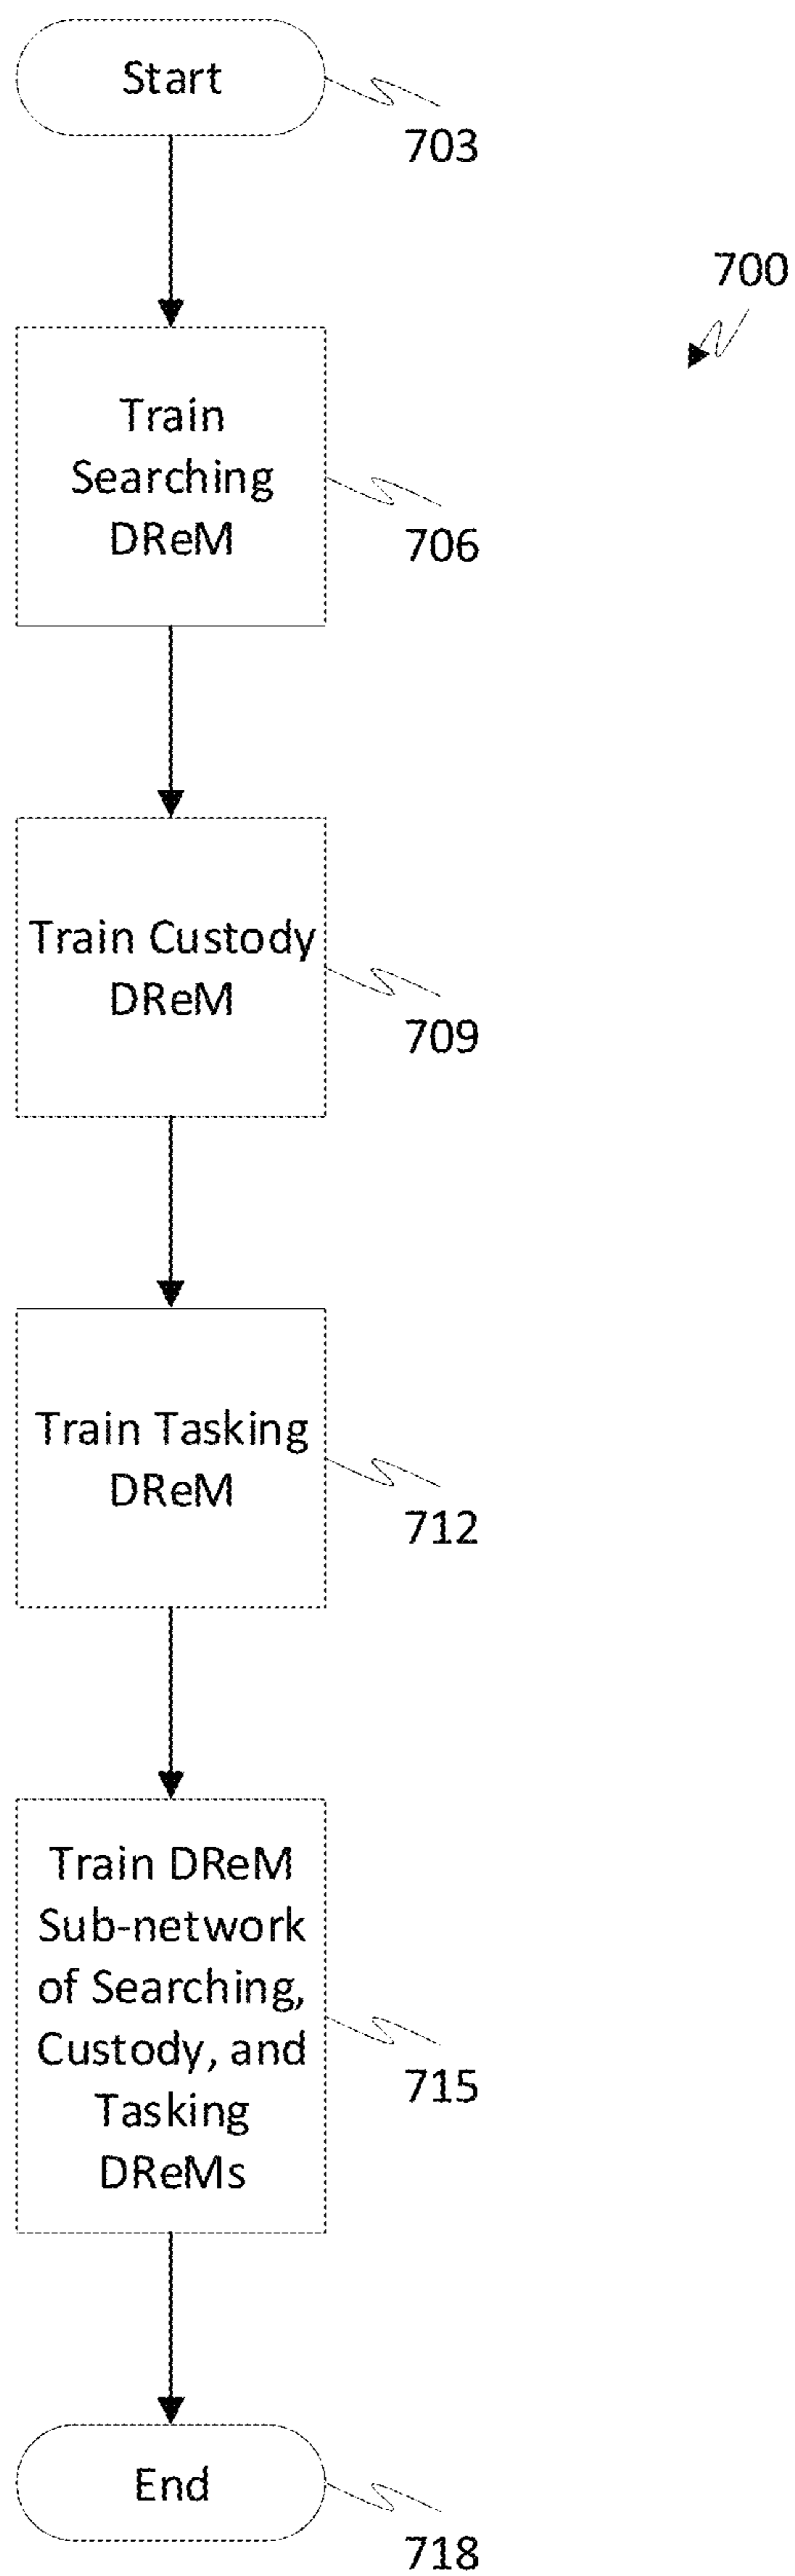 Start
703
700
Train
Searching
DReM
706
Train Custody
DReM
709
Train Tasking
DReM
712
Train DReM
Sub-network
of Searching,
Custody, and
Tasking
DReMs
715
End
718